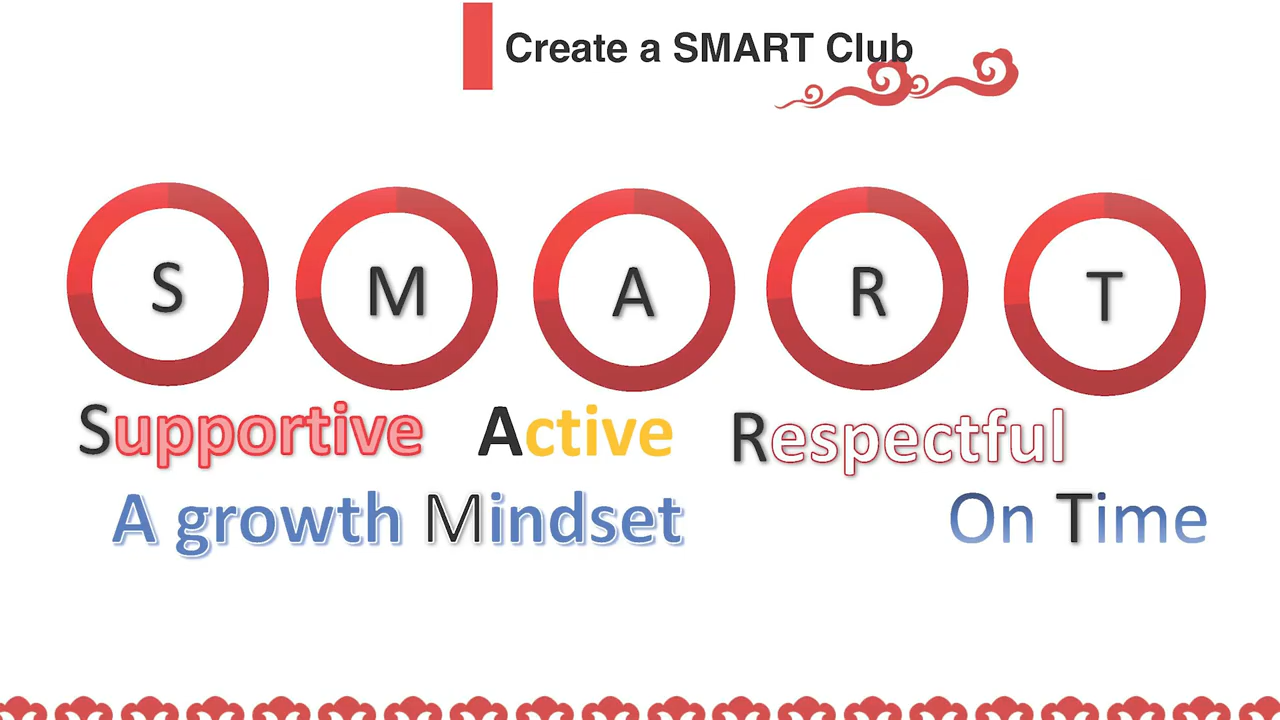 Create a SMART Club
S M A R T
Supportive Active Respectful
A growth Mindset On Time